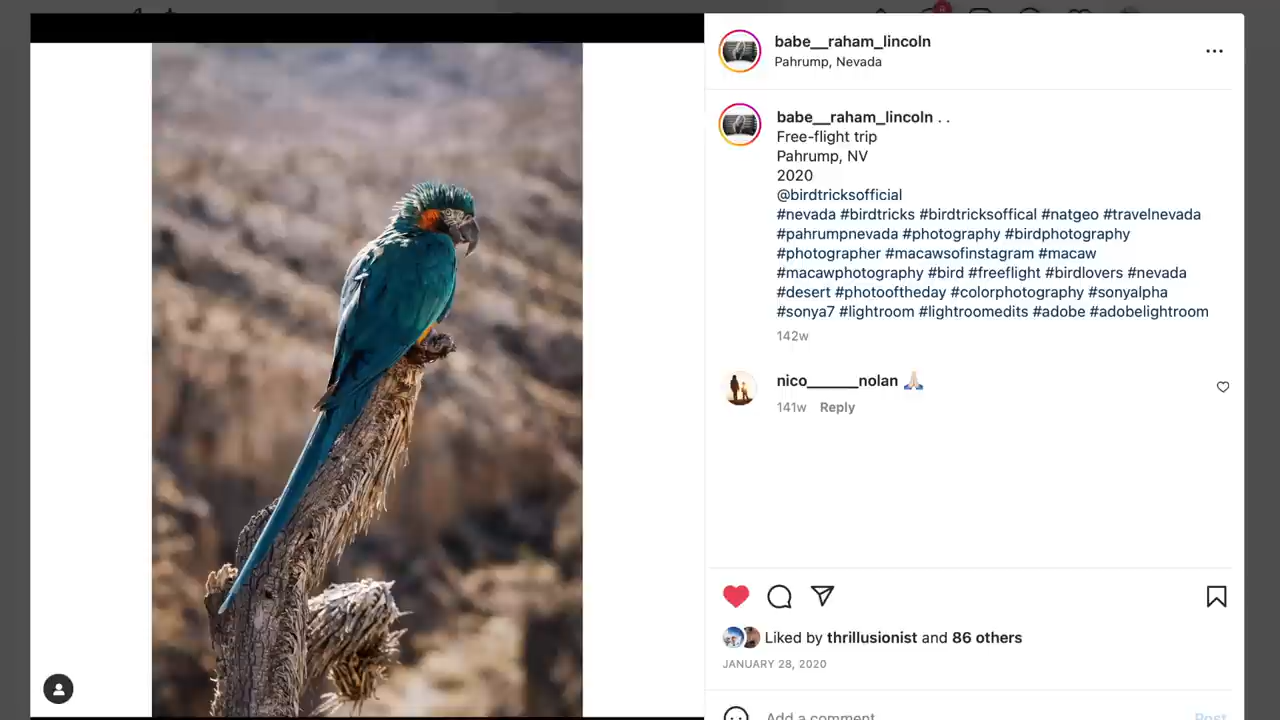 babe__raham_lincoln
Pahrump, Nevada
babe__raham_lincoln . .
Free-flight trip
Pahrump, NV
2020
@birdtricksofficial
#nevada #birdtricks #birdtricksoffical #natgeo #travelnevada
#pahrumpnevada #photography #birdphotography
#photographer #macawsofinstagram #macaw
#macawphotography #bird #freeflight #birdlovers #nevada
#desert #photooftheday #colorphotography #sonyalpha
#sonya7 #lightroom #lightroomedits #adobe #adobelightroom
142w
nico______nolan 🙏🏻
141w Reply
Liked by thrillusionist and 86 others
JANUARY 28, 2020
Add a comment...
Post